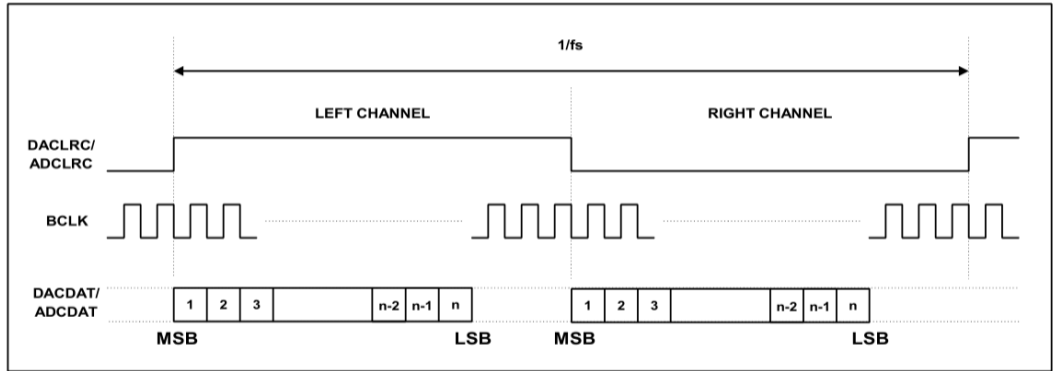 1/fs
LEFT CHANNEL RIGHT CHANNEL
DACLRC/
ADCLRC
BCLK
DACDAT/
ADCDAT
1 2 3 n-2 n-1 n 1 2 3 n-2 n-1 n
MSB LSB MSB LSB